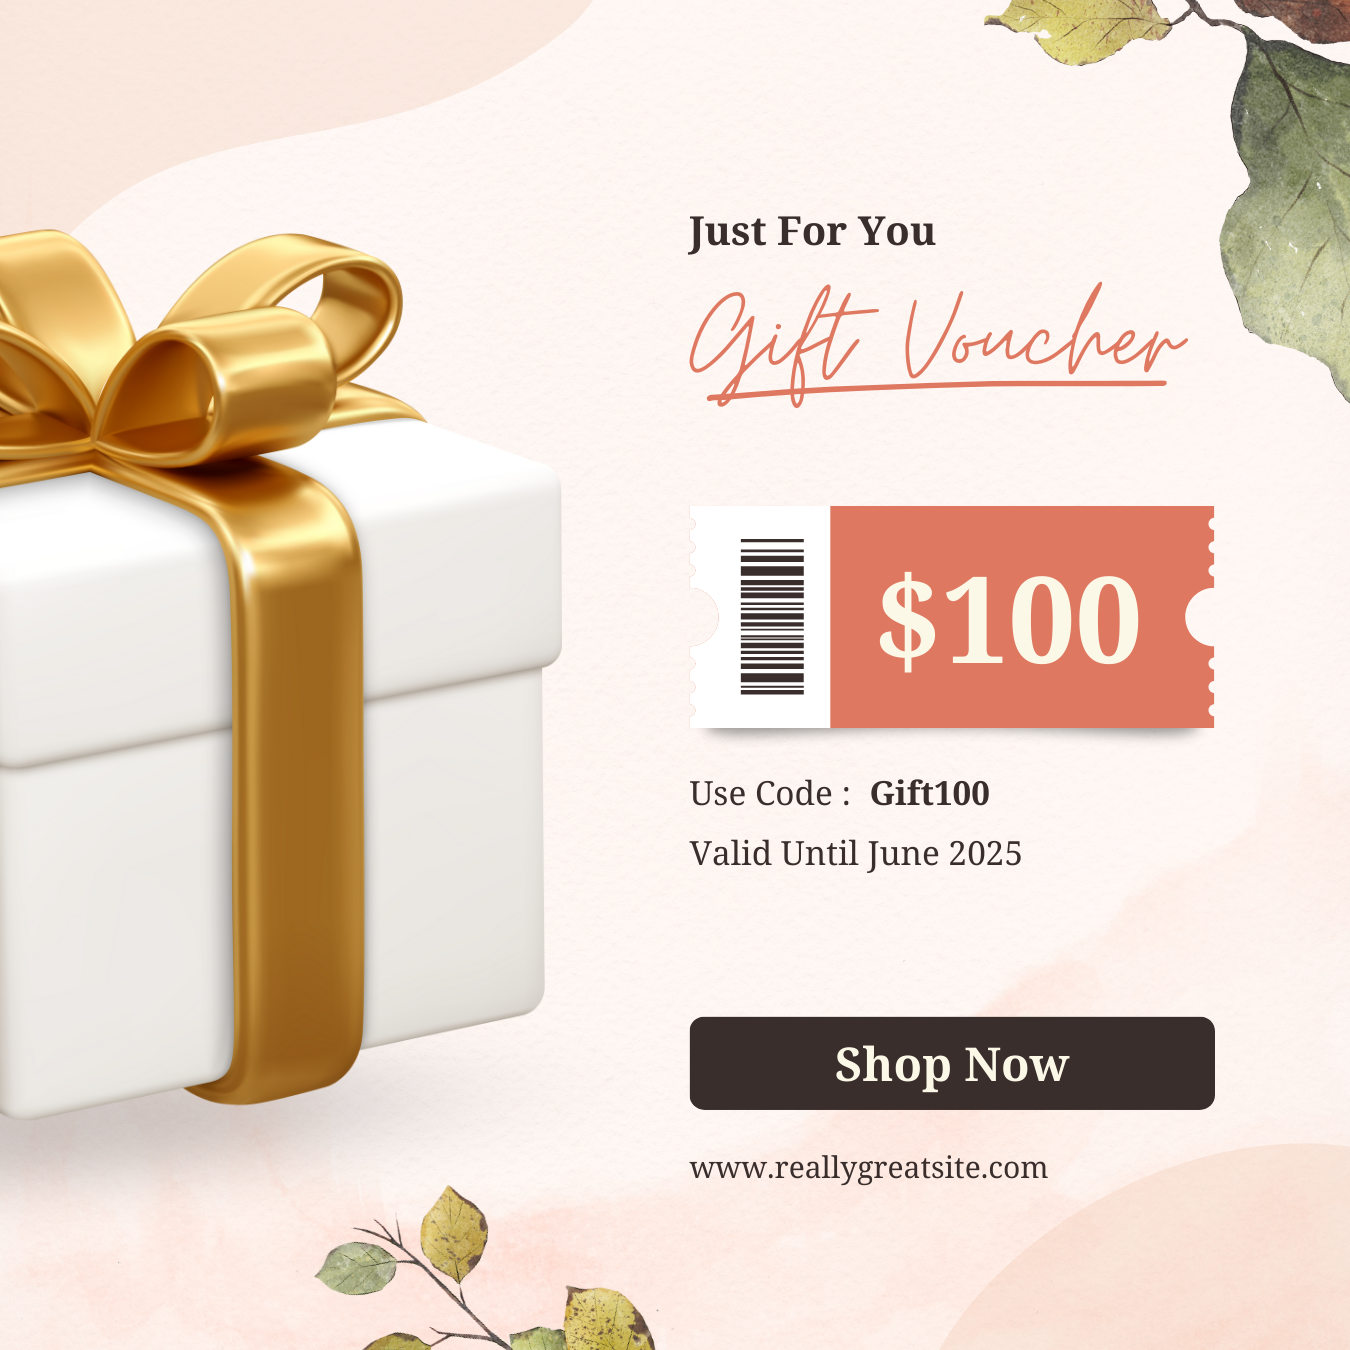 Just For You
Gift Voucher
$100
Use Code : Gift100
Valid Until June 2025
Shop Now
www.reallygreatsite.com